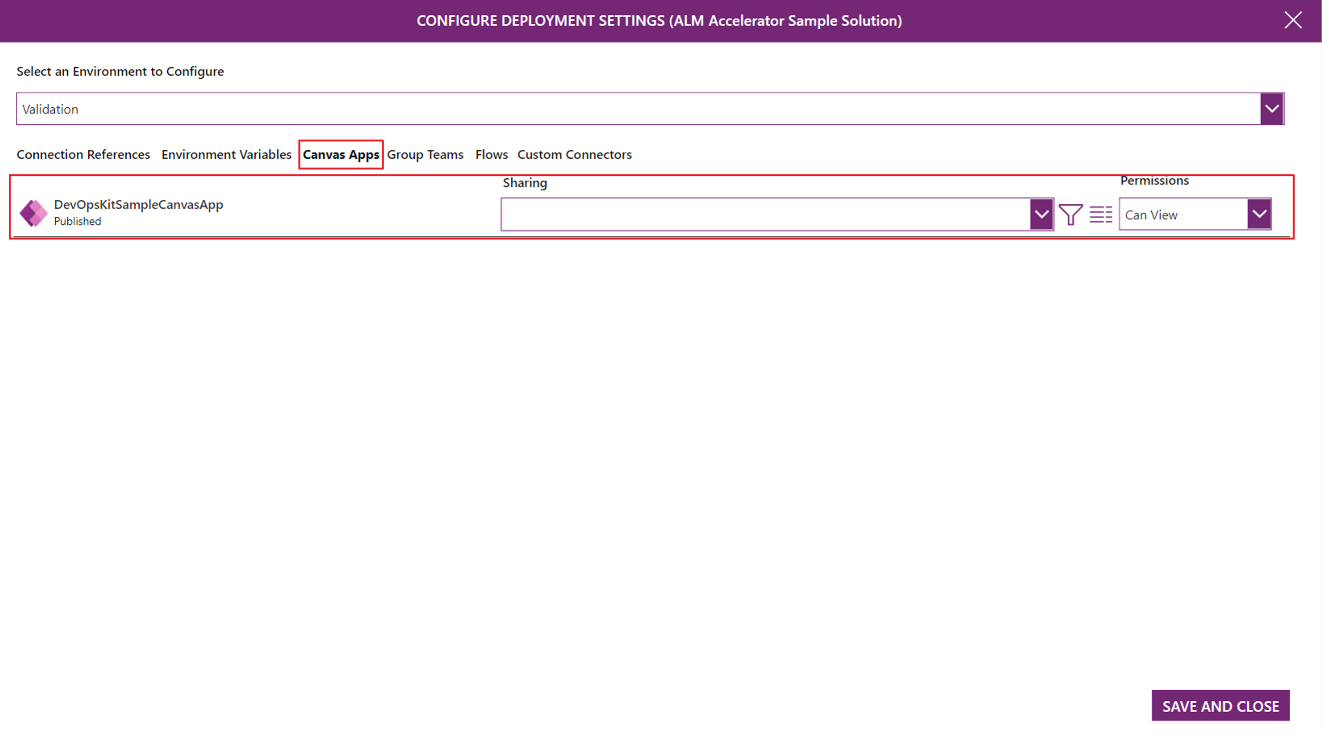 CONFIGURE DEPLOYMENT SETTINGS (ALM Accelerator Sample Solution)
Select an Environment to Configure
Validation
Connection References Environment Variables Canvas Apps Group Teams Flows Custom Connectors
Sharing Permissions
DevOpsKitSampleCanvasApp
Published
Can View
SAVE AND CLOSE